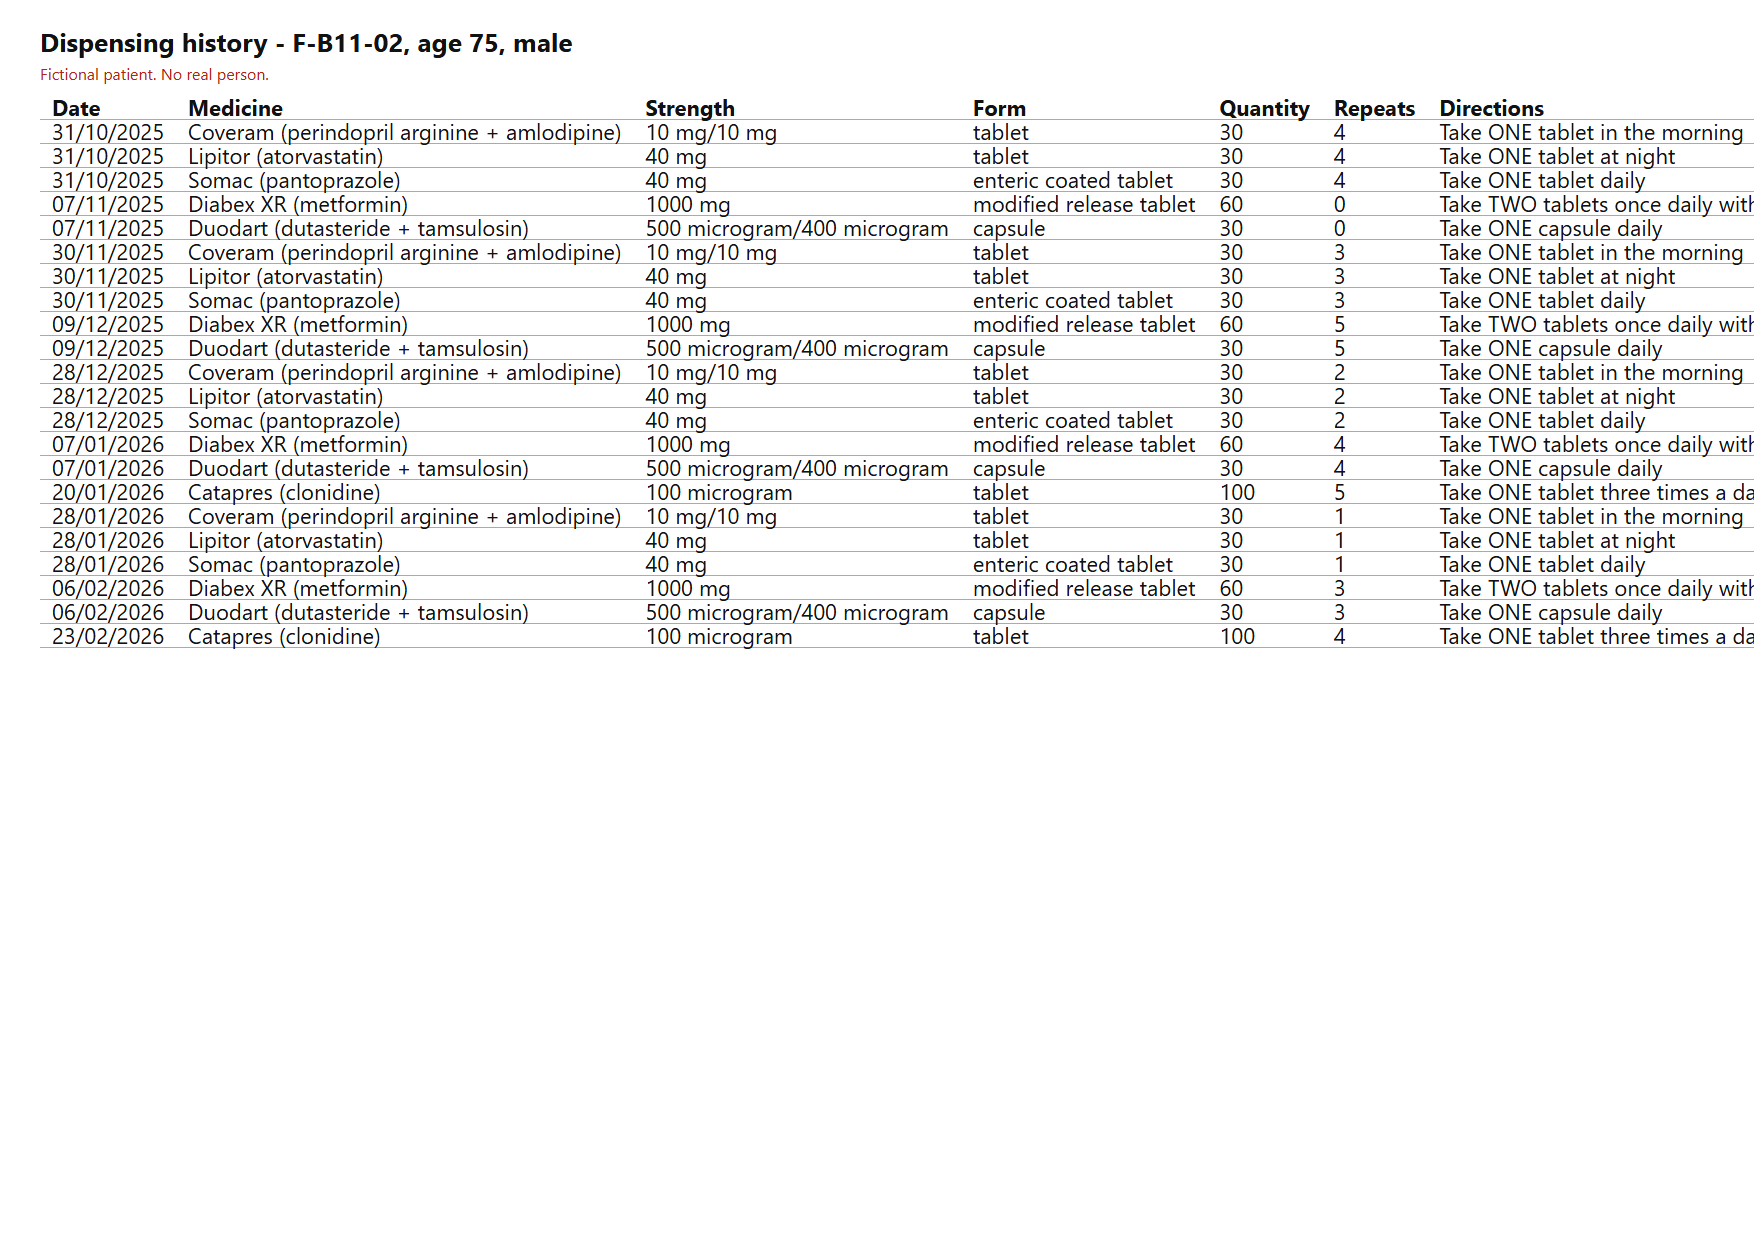 Dispensing history - F-B11-02, age 75, male
Fictional patient. No real person.
Date Medicine Strength Form Quantity Repeats Directions
31/10/2025 Coveram (perindopril arginine + amlodipine) 10 mg/10 mg tablet 30 4 Take ONE tablet in the morning
31/10/2025 Lipitor (atorvastatin) 40 mg tablet 30 4 Take ONE tablet at night
31/10/2025 Somac (pantoprazole) 40 mg enteric coated tablet 30 4 Take ONE tablet daily
07/11/2025 Diabex XR (metformin) 1000 mg modified release tablet 60 0 Take TWO tablets once daily
07/11/2025 Duodart (dutasteride + tamsulosin) 500 microgram/400 microgram capsule 30 0 Take ONE capsule daily
30/11/2025 Coveram (perindopril arginine + amlodipine) 10 mg/10 mg tablet 30 3 Take ONE tablet in the morning
30/11/2025 Lipitor (atorvastatin) 40 mg tablet 30 3 Take ONE tablet at night
30/11/2025 Somac (pantoprazole) 40 mg enteric coated tablet 30 3 Take ONE tablet daily
09/12/2025 Diabex XR (metformin) 1000 mg modified release tablet 60 5 Take TWO tablets once daily
09/12/2025 Duodart (dutasteride + tamsulosin) 500 microgram/400 microgram capsule 30 5 Take ONE capsule daily
28/12/2025 Coveram (perindopril arginine + amlodipine) 10 mg/10 mg tablet 30 2 Take ONE tablet in the morning
28/12/2025 Lipitor (atorvastatin) 40 mg tablet 30 2 Take ONE tablet at night
28/12/2025 Somac (pantoprazole) 40 mg enteric coated tablet 30 2 Take ONE tablet daily
07/01/2026 Diabex XR (metformin) 1000 mg modified release tablet 60 4 Take TWO tablets once daily
07/01/2026 Duodart (dutasteride + tamsulosin) 500 microgram/400 microgram capsule 30 4 Take ONE capsule daily
20/01/2026 Catapres (clonidine) 100 microgram tablet 100 5 Take ONE tablet three times a
28/01/2026 Coveram (perindopril arginine + amlodipine) 10 mg/10 mg tablet 30 1 Take ONE tablet in the morning
28/01/2026 Lipitor (atorvastatin) 40 mg tablet 30 1 Take ONE tablet at night
28/01/2026 Somac (pantoprazole) 40 mg enteric coated tablet 30 1 Take ONE tablet daily
06/02/2026 Diabex XR (metformin) 1000 mg modified release tablet 60 3 Take TWO tablets once daily
06/02/2026 Duodart (dutasteride + tamsulosin) 500 microgram/400 microgram capsule 30 3 Take ONE capsule daily
23/02/2026 Catapres (clonidine) 100 microgram tablet 100 4 Take ONE tablet three times a